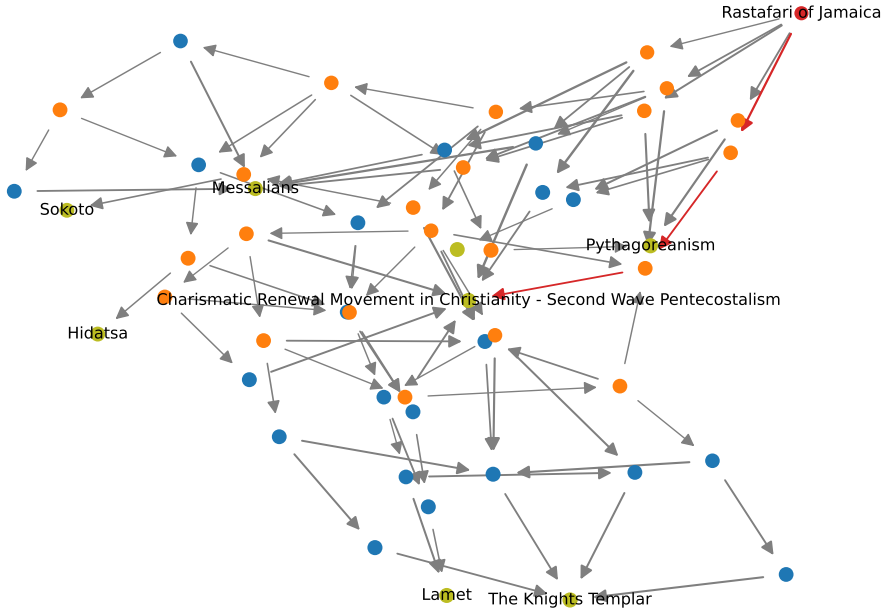 Rastafari of Jamaica
Messalians
Sokoto
Pythagoreanism
Charismatic Renewal Movement in Christianity - Second Wave Pentecostalism
Hidatsa
Lamet
The Knights Templar